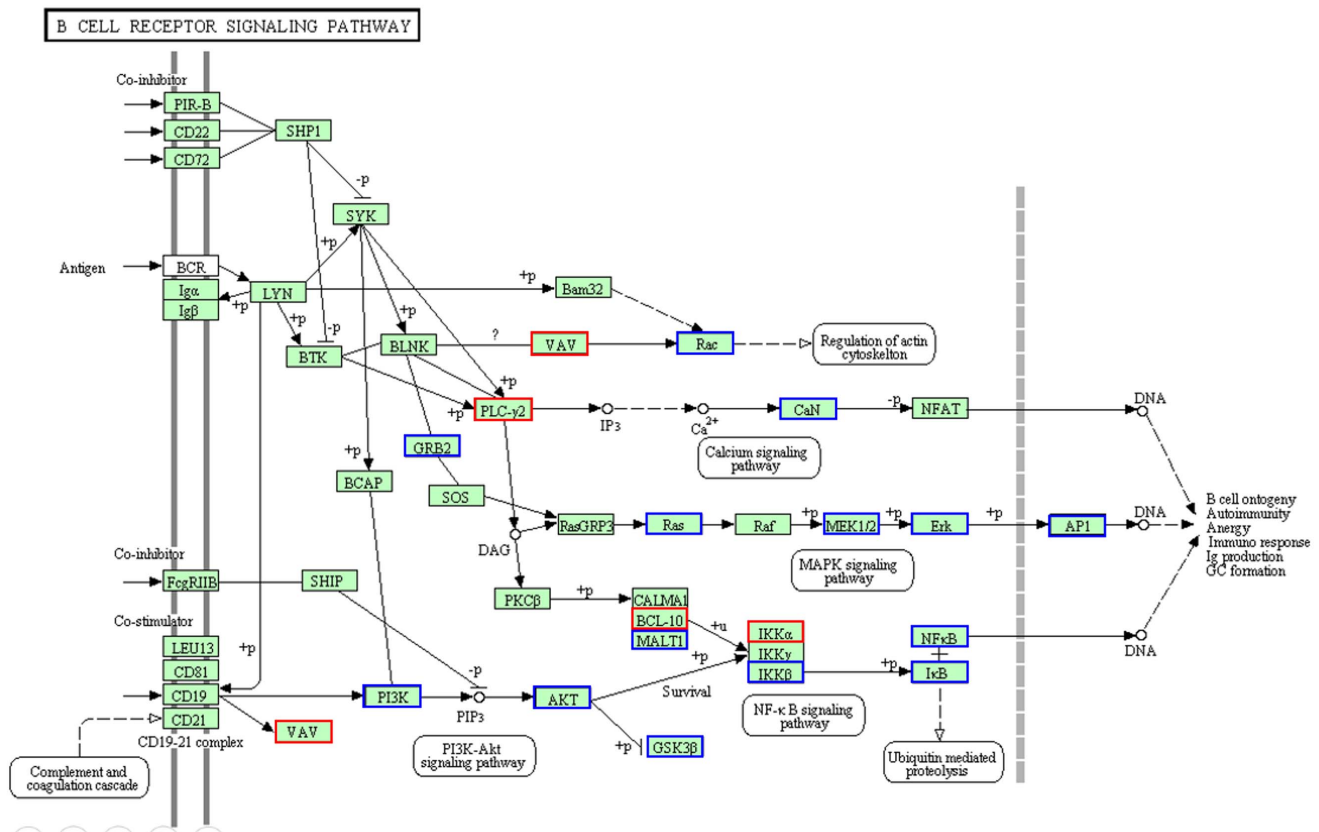 B CELL RECEPTOR SIGNALING PATHWAY
Co-inhibitor
PIR-B
CD22
SHP1
CD72
-p
SYK
+p
Antigen
BCR
Igα
Igβ
LYN
+p
+p
Bam32
+p
-p
+p
BTK
BLNK
?
VAV
Rac
Regulation of actin
cytoskelton
+p
+p
PLC-γ2
IP3
Ca2+
CaN
-p
NFAT
DNA
GRB2
Calcium signaling
pathway
+p
BCAP
SOS
DAG
RasGRP3
Ras
Raf
+p
MEK1/2
+p
Erk
+p
AP1
DNA
B cell ontogeny
Autoimmunity
Anergy
Immuno response
Ig production
GC formation
MAPK signaling
pathway
Co-inhibitor
FcgRIIB
SHIP
PKCβ
+p
CALMA1
BCL-10
MALT1
+u
+p
IKKα
IKKγ
IKKβ
+p
NFκB
IκB
DNA
Co-stimulator
LEU13
CD81
CD19
CD21
+p
CD19-21 complex
VAV
PI3K
-p
PIP3
AKT
Survival
+p
GSK3β
NF-κ B signaling
pathway
PI3K-Akt
signaling pathway
Ubiquitin mediated
proteolysis
Complement and
coagulation cascade